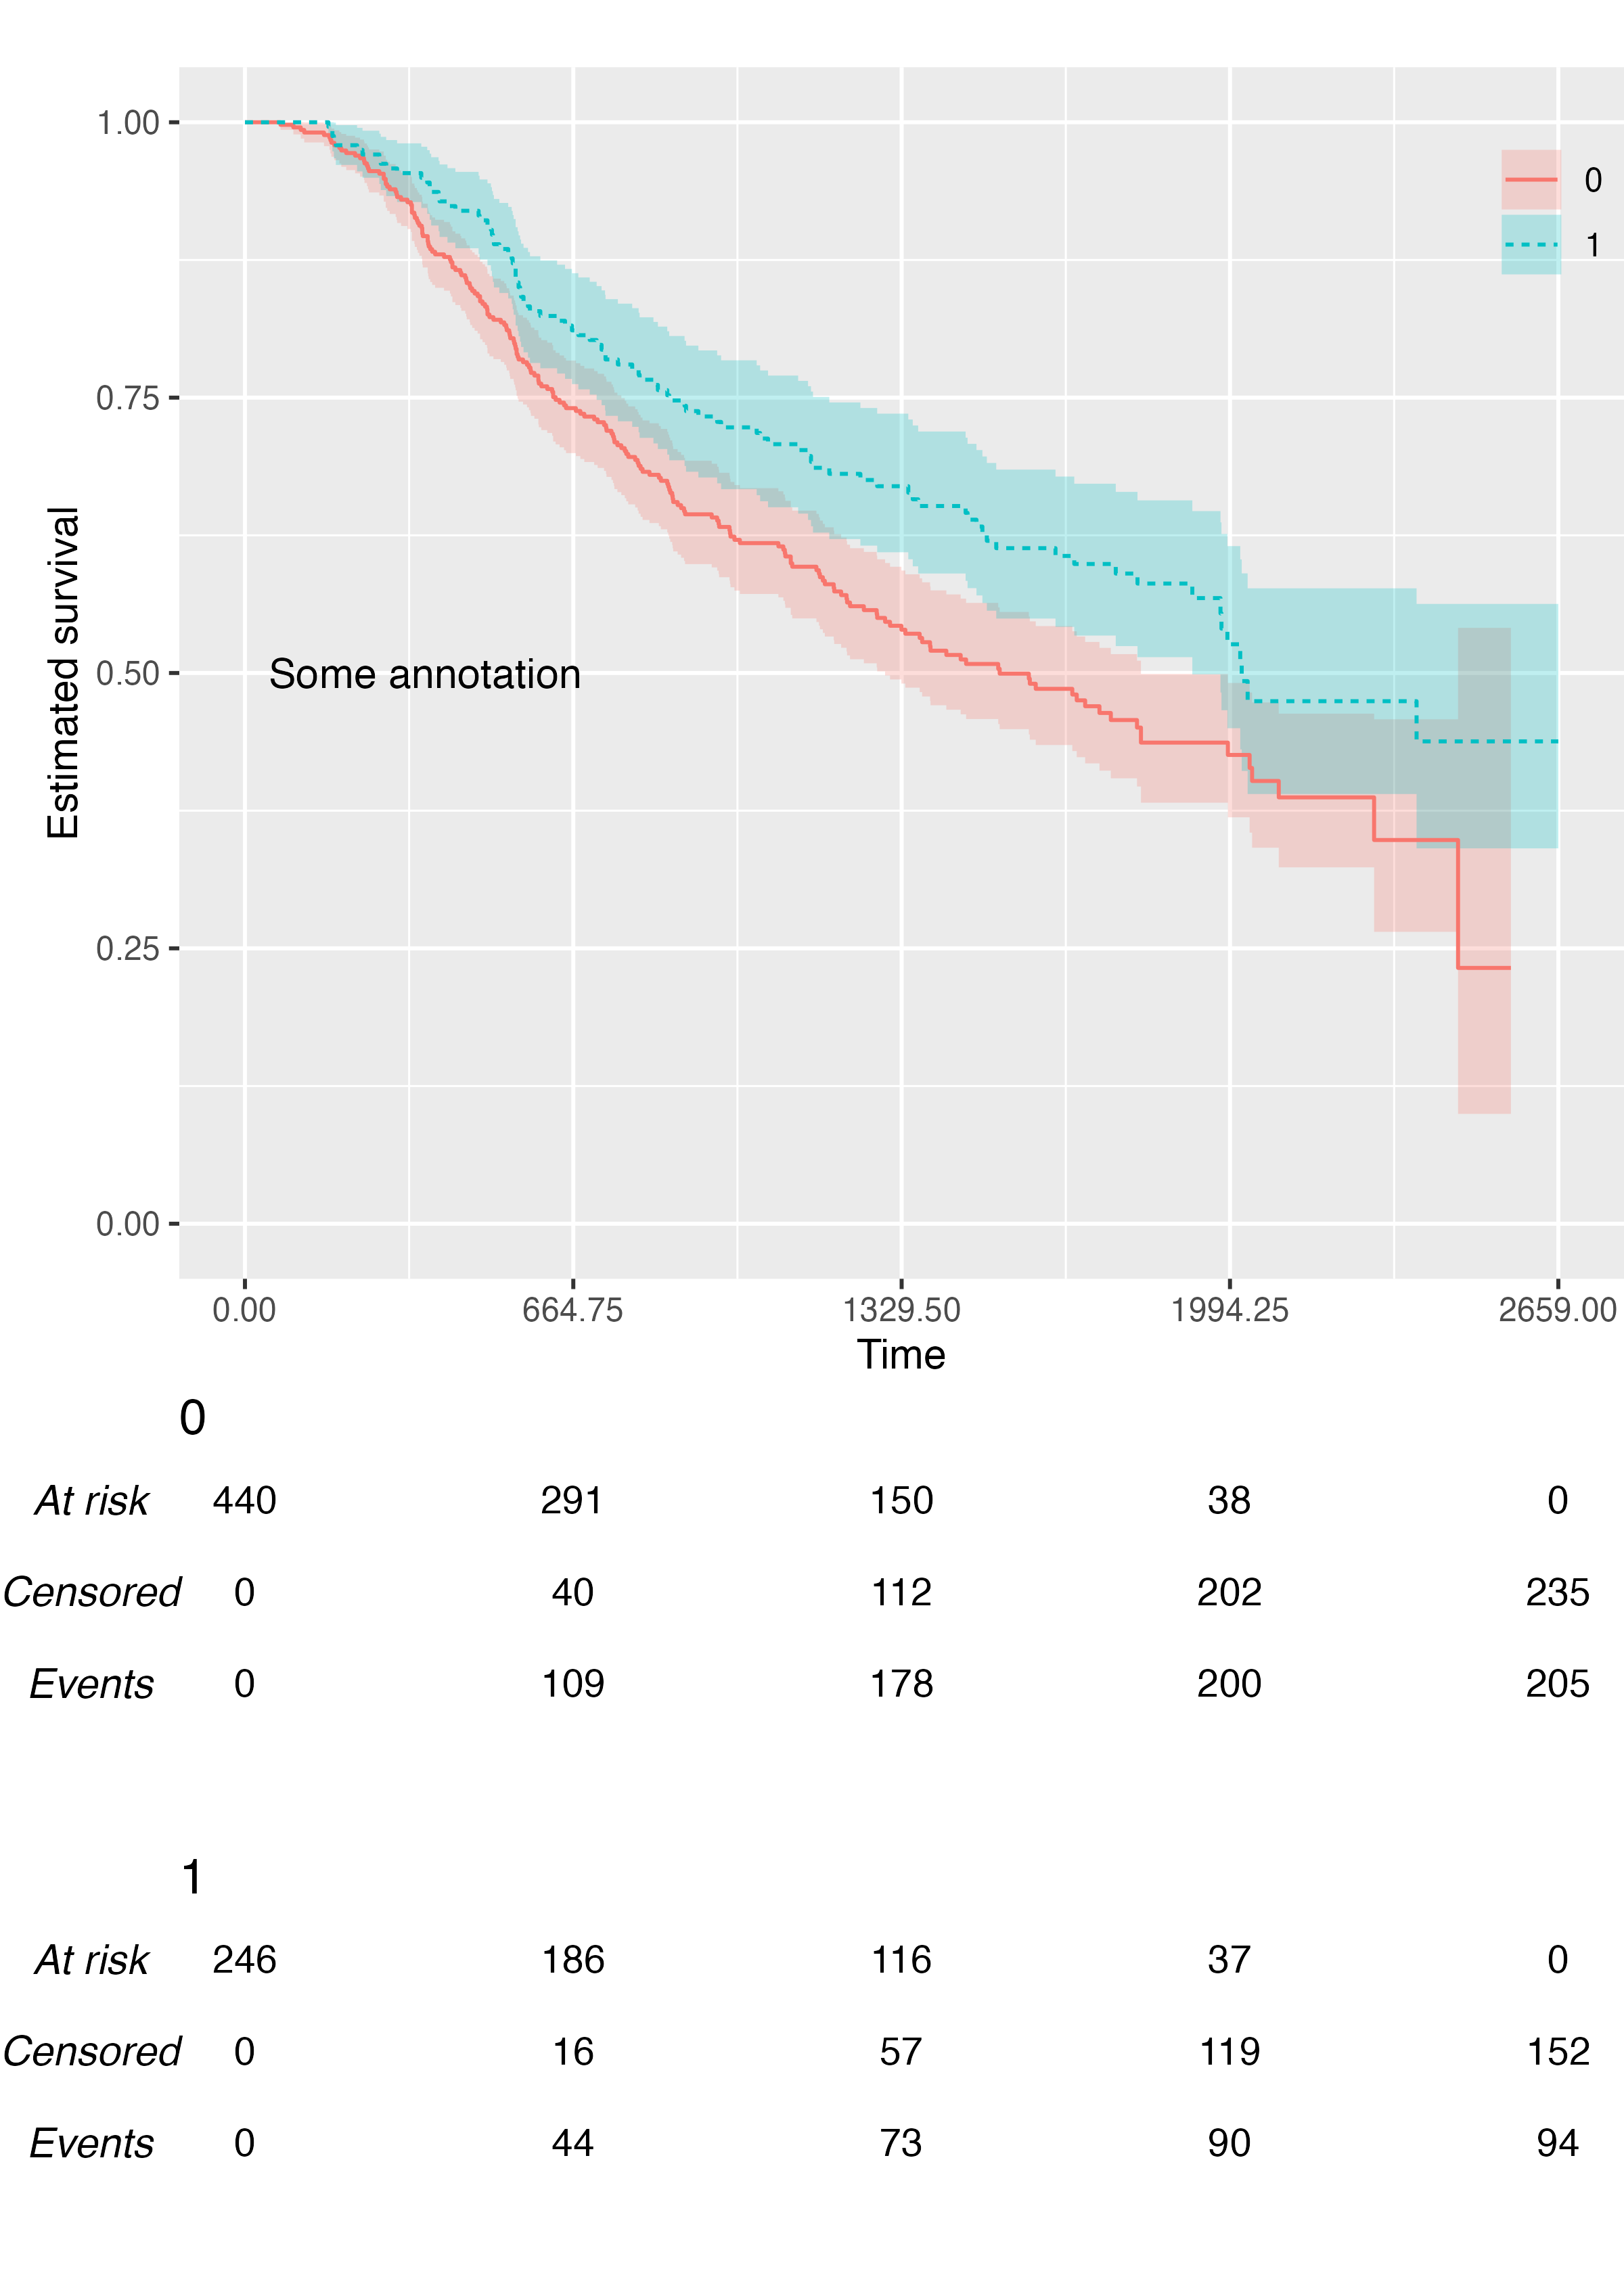 1.00
0.75
0.50
0.25
0.00
Estimated survival
Some annotation
0
1
0.00 664.75 1329.50 1994.25 2659.00
Time
0
At risk 440 291 150 38 0
Censored 0 40 112 202 235
Events 0 109 178 200 205
1
At risk 246 186 116 37 0
Censored 0 16 57 119 152
Events 0 44 73 90 94